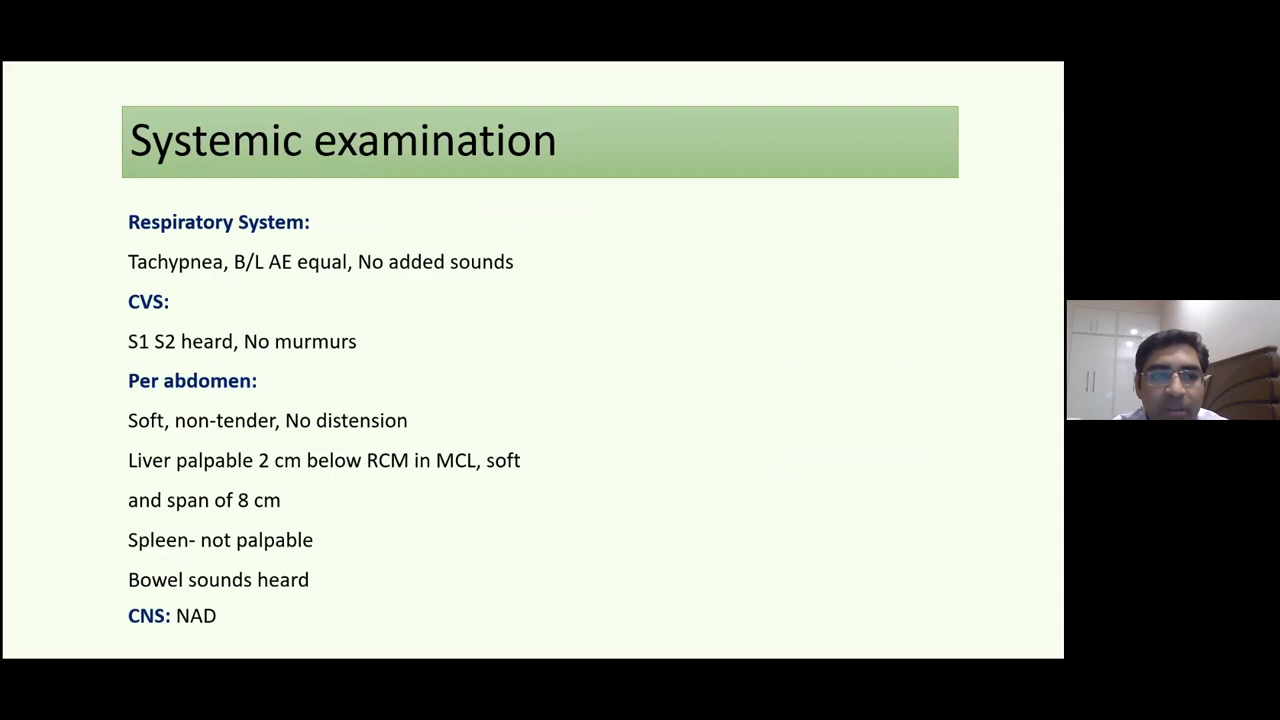 Systemic examination
Respiratory System:
Tachypnea, B/L AE equal, No added sounds
CVS:
S1 S2 heard, No murmurs
Per abdomen:
Soft, non-tender, No distension
Liver palpable 2 cm below RCM in MCL, soft
and span of 8 cm
Spleen- not palpable
Bowel sounds heard
CNS: NAD